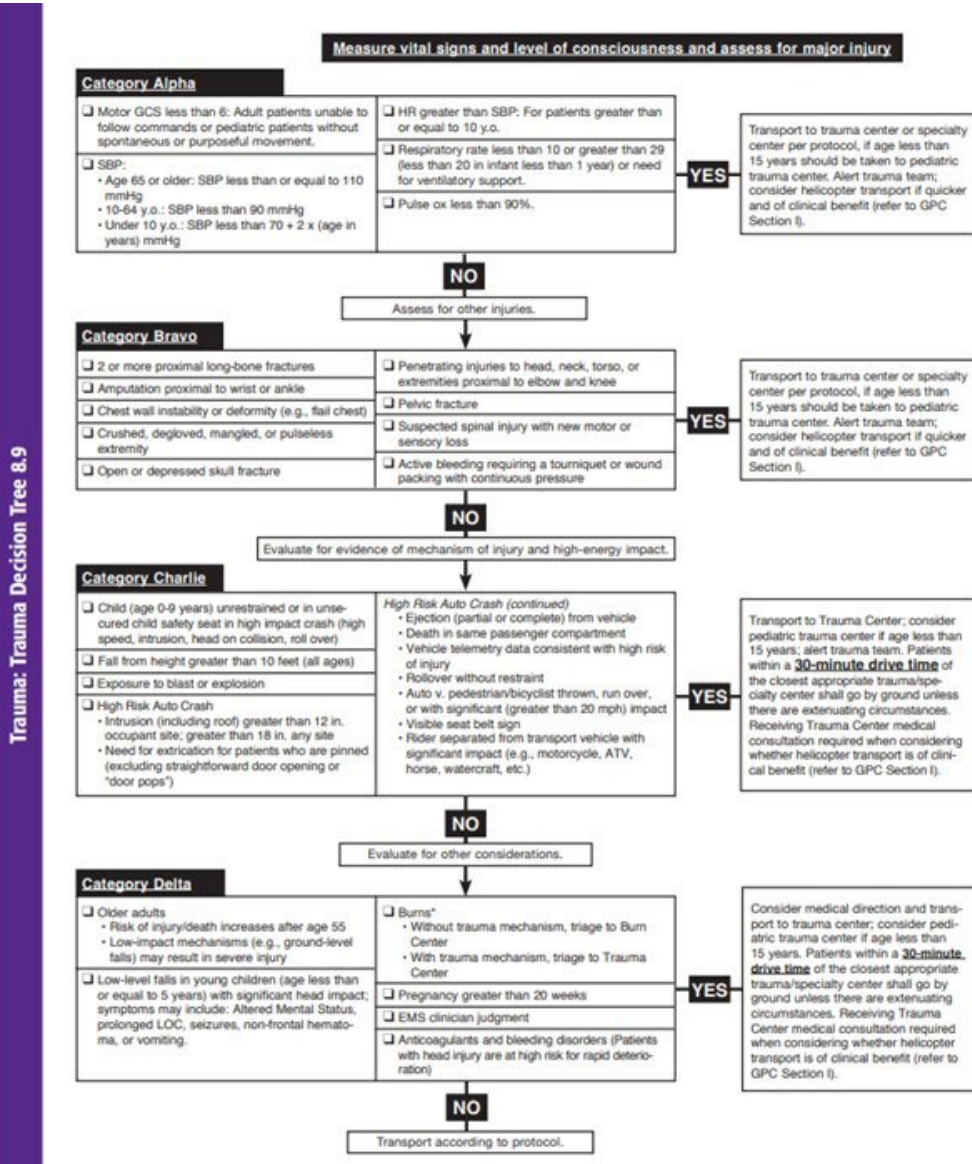 Trauma: Trauma Decision Tree 8.9
Measure vital signs and level of consciousness and assess for major injury
Category Alpha
❑ Motor GCS less than 6: Adult patients unable to
follow commands or pediatric patients without
spontaneous or purposeful movement.
❑ SBP:
• Age 65 or older: SBP less than or equal to 110
mmHg
• 10-64 y.o.: SBP less than 90 mmHg
• Under 10 y.o.: SBP less than 70 + 2 x (age in
years) mmHg
❑ HR greater than SBP: For patients greater than
or equal to 10 y.o.
❑ Respiratory rate less than 10 or greater than 29
(less than 20 in infant less than 1 year) or need
for ventilatory support.
❑ Pulse ox less than 90%.
YES
Transport to trauma center or specialty
center per protocol, if age less than
15 years should be taken to pediatric
trauma center. Alert trauma team;
consider helicopter transport if quicker
and of clinical benefit (refer to GPC
Section I).
NO
Assess for other injuries.
Category Bravo
❑ 2 or more proximal long-bone fractures
❑ Amputation proximal to wrist or ankle
❑ Chest wall instability or deformity (e.g., flail chest)
❑ Crushed, degloved, mangled, or pulseless
extremity
❑ Open or depressed skull fracture
❑ Penetrating injuries to head, neck, torso, or
extremities proximal to elbow and knee
❑ Pelvic fracture
❑ Suspected spinal injury with new motor or
sensory loss
❑ Active bleeding requiring a tourniquet or wound
packing with continuous pressure
YES
Transport to trauma center or specialty
center per protocol, if age less than
15 years should be taken to pediatric
trauma center. Alert trauma team;
consider helicopter transport if quicker
and of clinical benefit (refer to GPC
Section I).
NO
Evaluate for evidence of mechanism of injury and high-energy impact.
Category Charlie
❑ Child (age 0-9 years) unrestrained or in unse-
cured child safety seat in high impact crash (high
speed, intrusion, head on collision, roll over)
❑ Fall from height greater than 10 feet (all ages)
❑ Exposure to blast or explosion
❑ High Risk Auto Crash
• Intrusion (including roof) greater than 12 in.
occupant site; greater than 18 in. any site
• Need for extrication for patients who are pinned
(excluding straightforward door opening or
"door pops")
High Risk Auto Crash (continued)
• Ejection (partial or complete) from vehicle
• Death in same passenger compartment
• Vehicle telemetry data consistent with high risk
of injury
• Rollover without restraint
• Auto v. pedestrian/bicyclist thrown, run over,
or with significant (greater than 20 mph) impact
• Visible seat belt sign
• Rider separated from transport vehicle with
significant impact (e.g., motorcycle, ATV,
horse, watercraft, etc.)
YES
Transport to Trauma Center; consider
pediatric trauma center if age less than
15 years; alert trauma team. Patients
within a 30-minute drive time of
the closest appropriate trauma/spe-
cialty center shall go by ground unless
there are extenuating circumstances.
Receiving Trauma Center medical
consultation required when considering
whether helicopter transport is of clini-
cal benefit (refer to GPC Section I).
NO
Evaluate for other considerations.
Category Delta
❑ Older adults
• Risk of injury/death increases after age 55
• Low-impact mechanisms (e.g., ground-level
falls) may result in severe injury
❑ Low-level falls in young children (age less than
or equal to 5 years) with significant head impact;
symptoms may include: Altered Mental Status,
prolonged LOC, seizures, non-frontal hemato-
ma, or vomiting.
❑ Burns*
• Without trauma mechanism, triage to Burn
Center
• With trauma mechanism, triage to Trauma
Center
❑ Pregnancy greater than 20 weeks
❑ EMS clinician judgment
❑ Anticoagulants and bleeding disorders (Patients
with head injury are at high risk for rapid deterio-
ration)
YES
Consider medical direction and trans-
port to trauma center; consider pedi-
atric trauma center if age less than
15 years. Patients within a 30-minute
drive time of the closest appropriate
trauma/specialty center shall go by
ground unless there are extenuating
circumstances. Receiving Trauma
Center medical consultation required
when considering whether helicopter
transport is of clinical benefit (refer to
GPC Section I).
NO
Transport according to protocol.